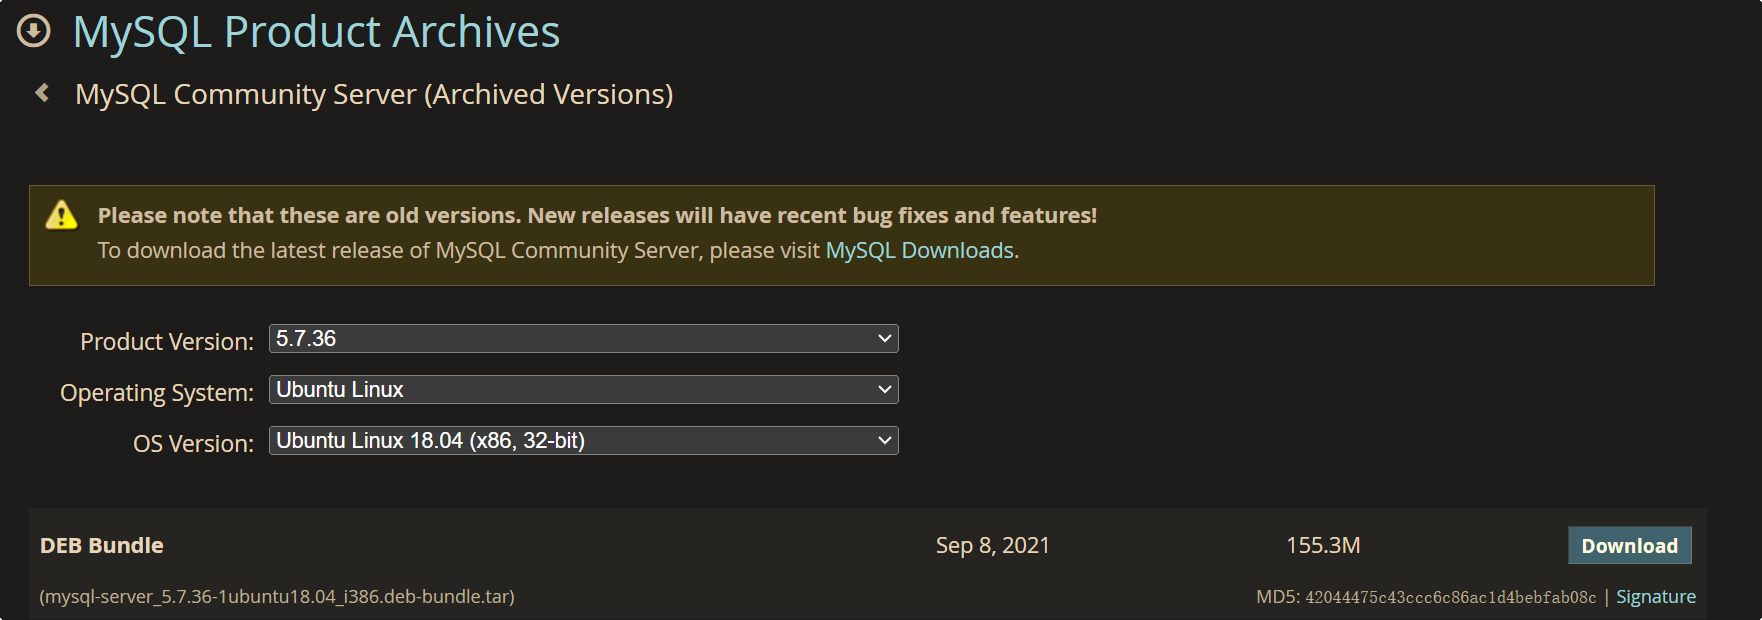 MySQL Product Archives
MySQL Community Server (Archived Versions)
Please note that these are old versions. New releases will have recent bug fixes and features!
To download the latest release of MySQL Community Server, please visit MySQL Downloads.
Product Version: 5.7.36
Operating System: Ubuntu Linux
OS Version: Ubuntu Linux 18.04 (x86, 32-bit)
DEB Bundle Sep 8, 2021 155.3M Download
(mysql-server_5.7.36-1ubuntu18.04_i386.deb-bundle.tar) MD5: 42044475c43ccc6c86ac1d4bebfab08c | Signature